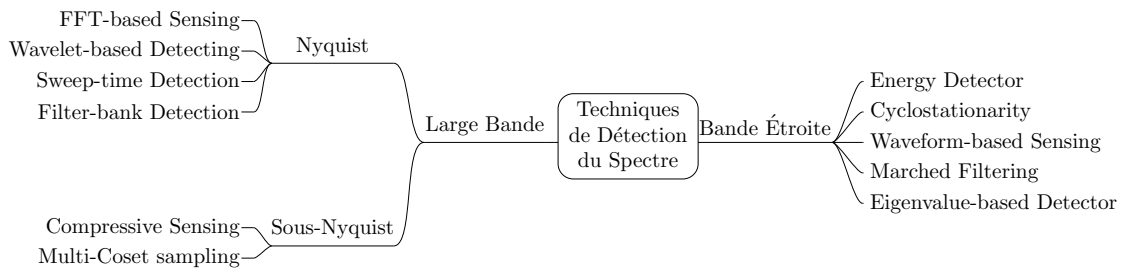 FFT-based Sensing
Wavelet-based Detecting
Sweep-time Detection
Filter-bank Detection
Nyquist
Compressive Sensing
Multi-Coset sampling
Sous-Nyquist
Large Bande
Techniques
de Détection
du Spectre
Bande Étroite
Energy Detector
Cyclostationarity
Waveform-based Sensing
Marched Filtering
Eigenvalue-based Detector